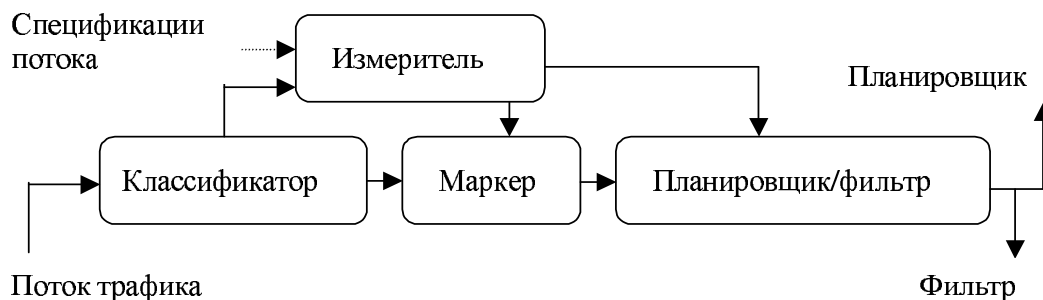 Спецификации
потока
Измеритель
Планировщик
Классификатор
Маркер
Планировщик/фильтр
Поток трафика
Фильтр